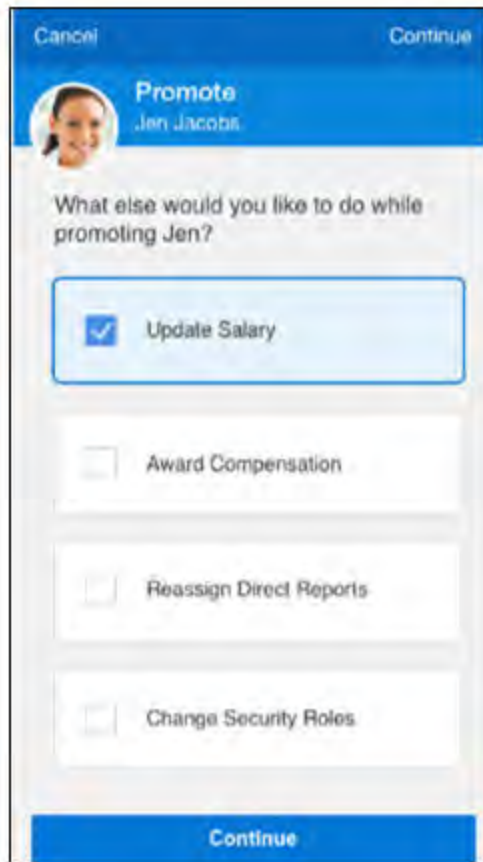 Cancel Continue
Promote
Jen Jacobs
What else would you like to do while
promoting Jen?
Update Salary
Award Compensation
Reassign Direct Reports
Change Security Roles
Continue